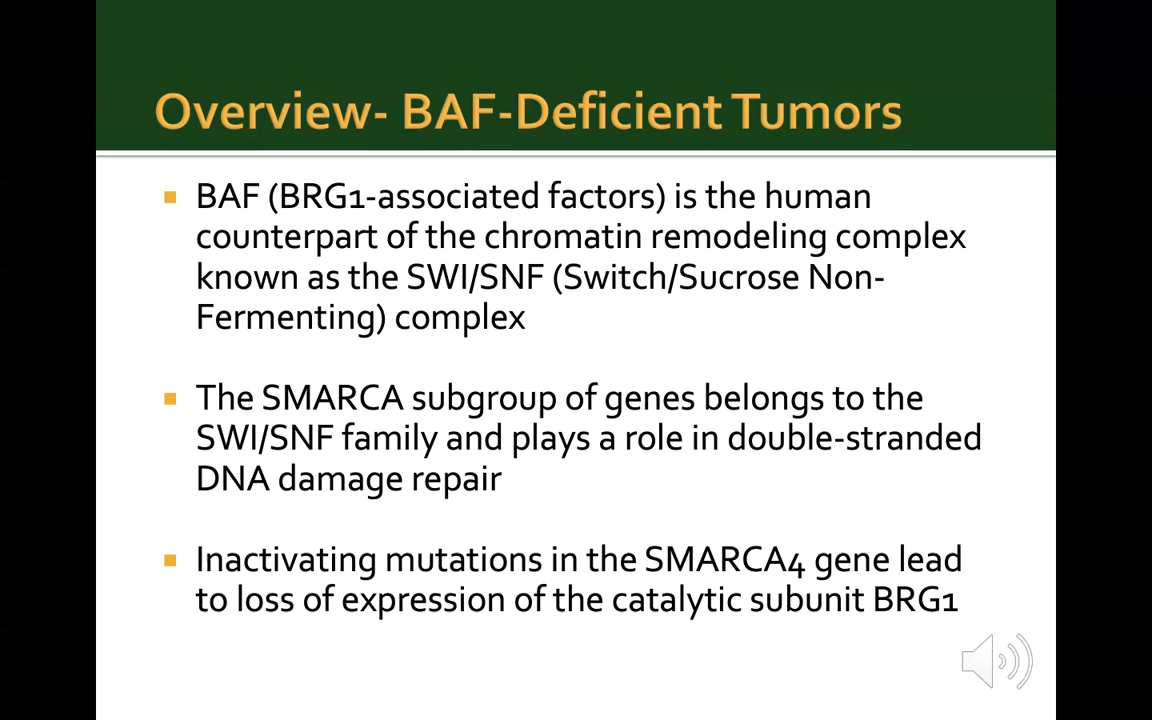 Overview- BAF-Deficient Tumors
BAF (BRG1-associated factors) is the human
counterpart of the chromatin remodeling complex
known as the SWI/SNF (Switch/Sucrose Non-
Fermenting) complex
The SMARCA subgroup of genes belongs to the
SWI/SNF family and plays a role in double-stranded
DNA damage repair
Inactivating mutations in the SMARCA4 gene lead
to loss of expression of the catalytic subunit BRG1